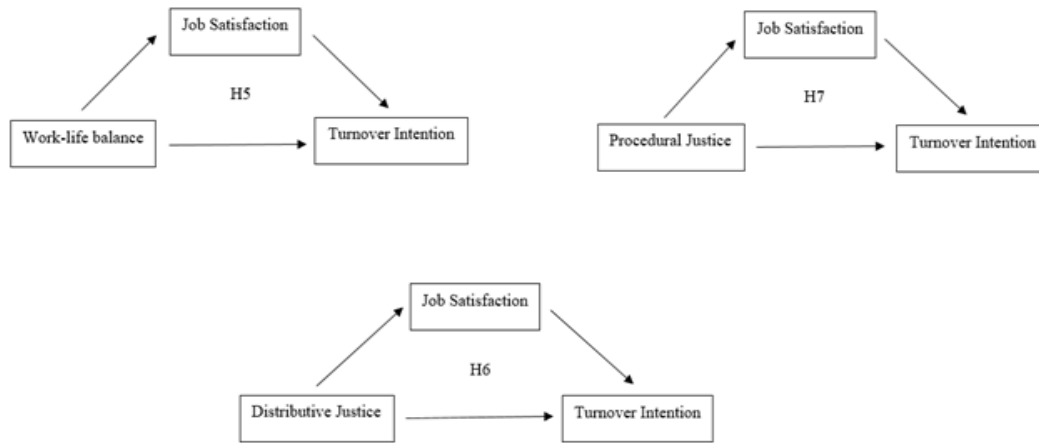 Job Satisfaction
H5
Work-life balance
Turnover Intention
Job Satisfaction
H7
Procedural Justice
Turnover Intention
Job Satisfaction
H6
Distributive Justice
Turnover Intention